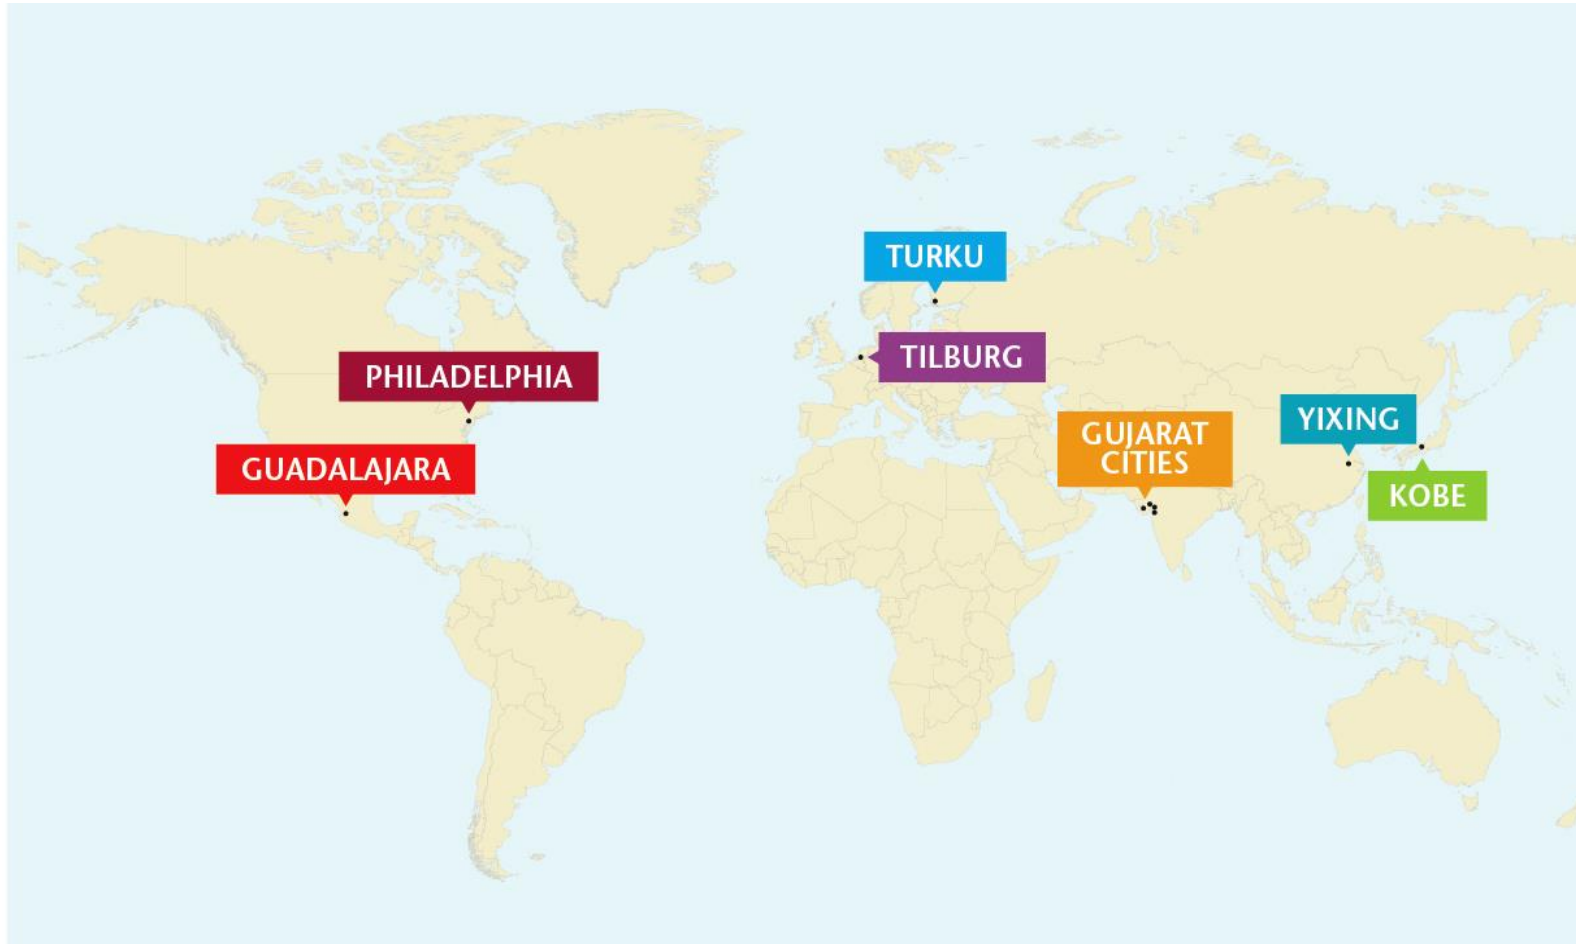 TURKU
TILBURG
PHILADELPHIA
YIXING
GUJARAT
CITIES
GUADALAJARA
KOBE